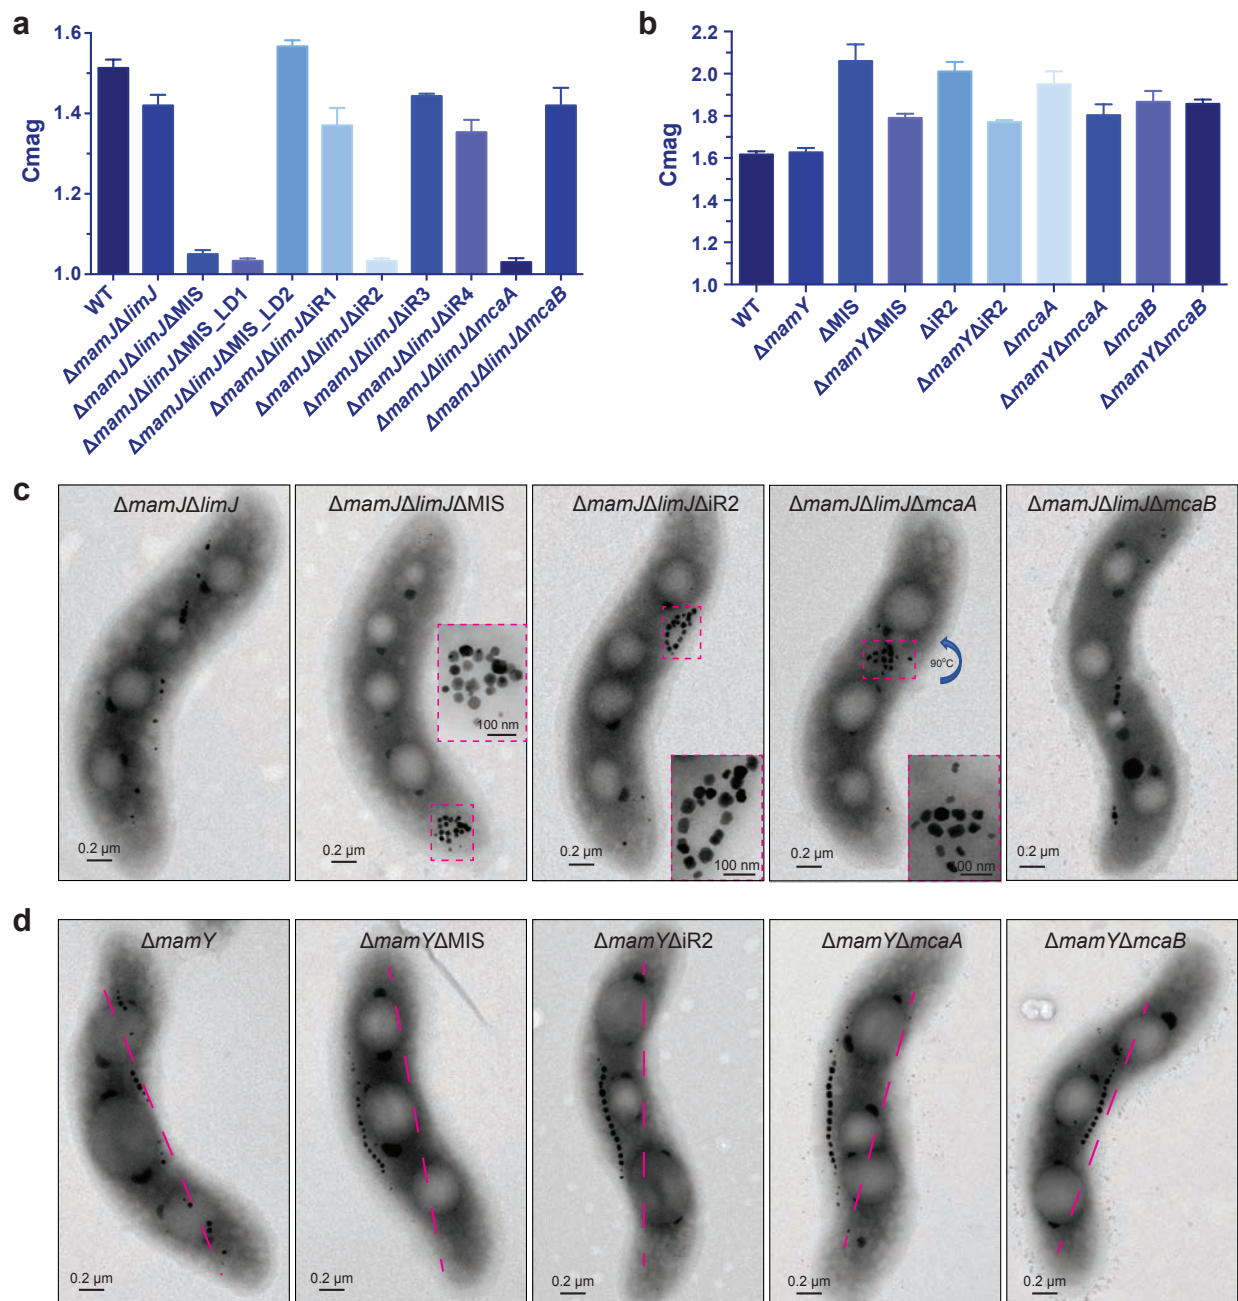 a
1.6
1.4
1.2
1.0
Cmag
WT
ΔmamJΔlimJ
ΔmamJΔlimJΔMIS
ΔmamJΔlimJΔMIS_LD1
ΔmamJΔlimJΔMIS_LD2
ΔmamJΔlimJΔiR1
ΔmamJΔlimJΔiR2
ΔmamJΔlimJΔiR3
ΔmamJΔlimJΔiR4
ΔmamJΔlimJΔmcaA
ΔmamJΔlimJΔmcaB
b
2.2
2.0
1.8
1.6
1.4
1.2
1.0
Cmag
WT
ΔmamY
ΔMIS
ΔmamYΔMIS
ΔiR2
ΔmamYΔiR2
ΔmcaA
ΔmamYΔmcaA
ΔmcaB
ΔmamYΔmcaB
c
ΔmamJΔlimJ
0.2 µm
ΔmamJΔlimJΔMIS
100 nm
0.2 µm
ΔmamJΔlimJΔiR2
100 nm
0.2 µm
ΔmamJΔlimJΔmcaA
90°C
100 nm
0.2 µm
ΔmamJΔlimJΔmcaB
0.2 µm
d
ΔmamY
0.2 µm
ΔmamYΔMIS
0.2 µm
ΔmamYΔiR2
0.2 µm
ΔmamYΔmcaA
0.2 µm
ΔmamYΔmcaB
0.2 µm